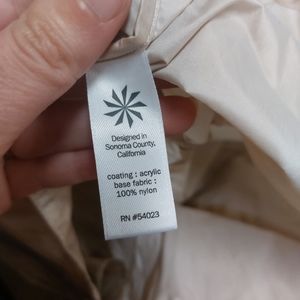 Designed in
Sonoma County,
California
coating : acrylic
base fabric :
100% nylon
RN #54023